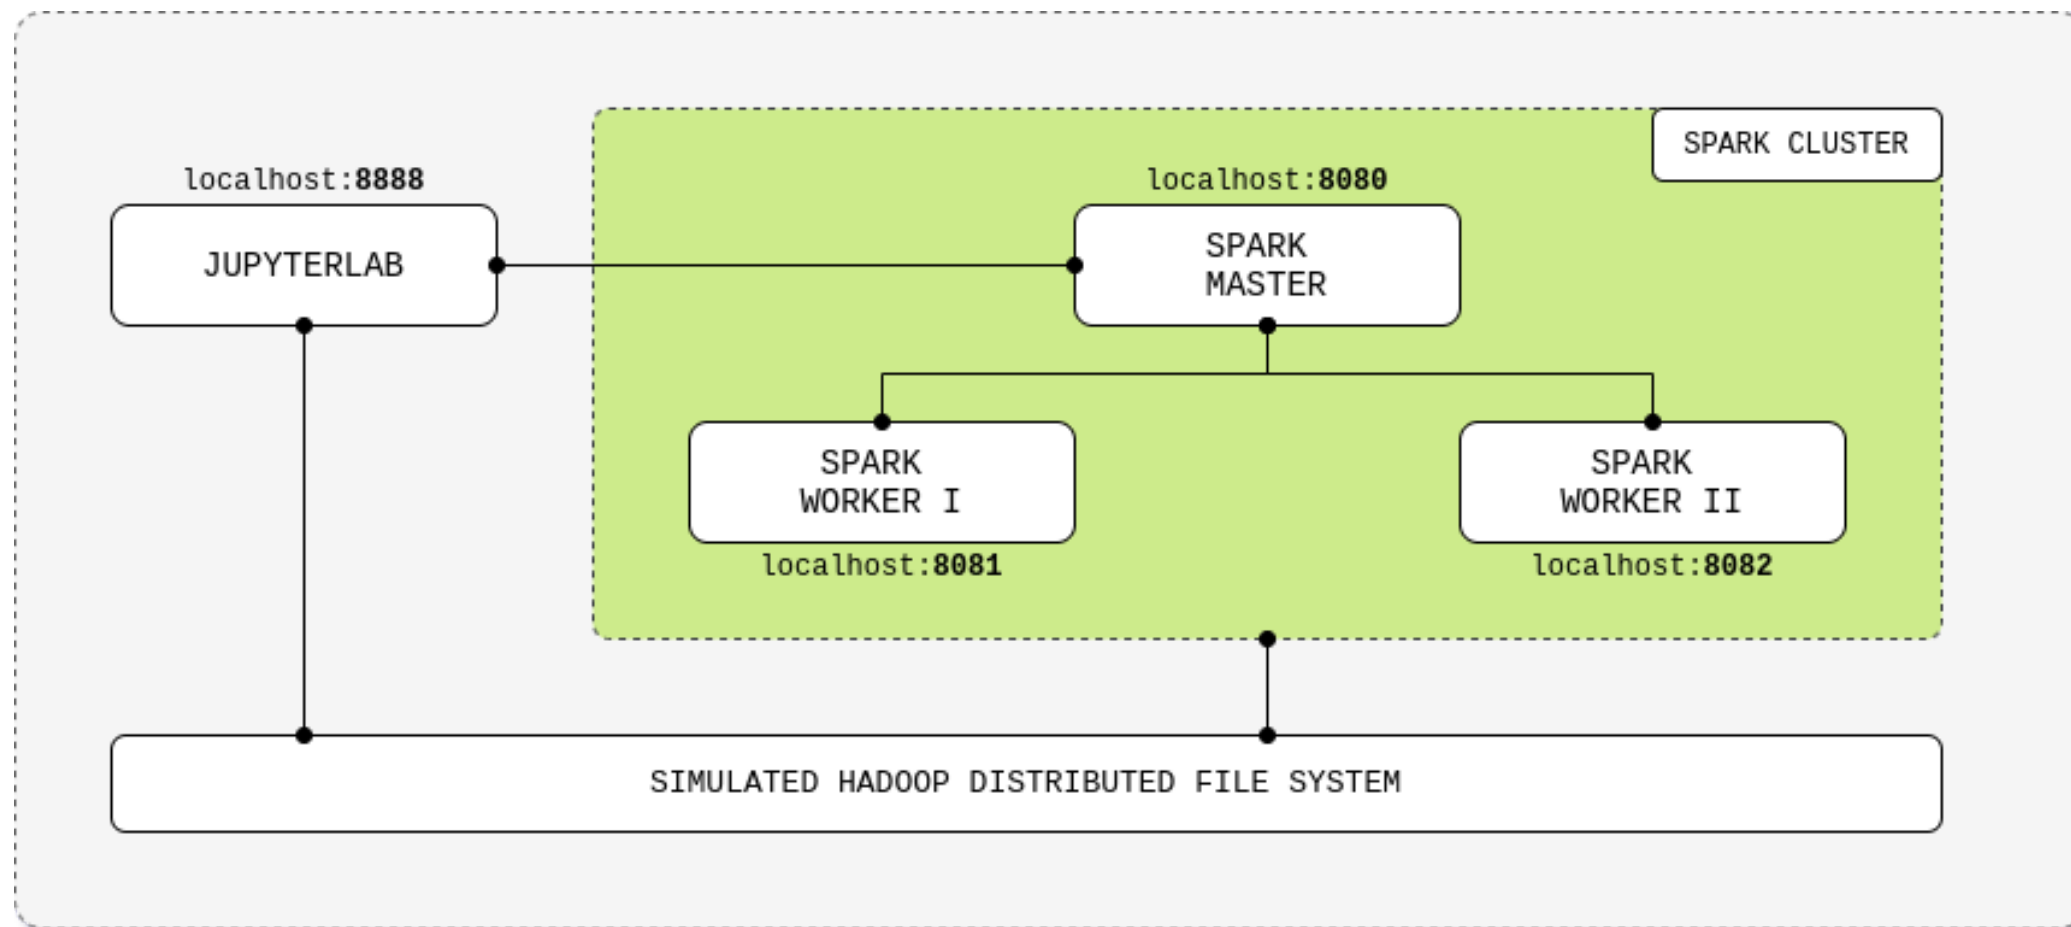 SPARK CLUSTER
localhost:8888
localhost:8080
JUPYTERLAB
SPARK
MASTER
SPARK
WORKER I
SPARK
WORKER II
localhost:8081
localhost:8082
SIMULATED HADOOP DISTRIBUTED FILE SYSTEM